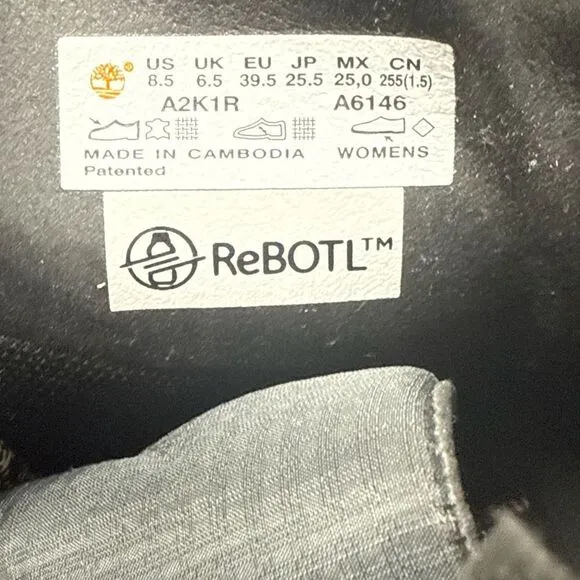 US UK EU JP MX CN
8.5 6.5 39.5 25.5 25,0 255(1.5)
A2K1R A6146
MADE IN CAMBODIA WOMENS
Patented
ReBOTL™